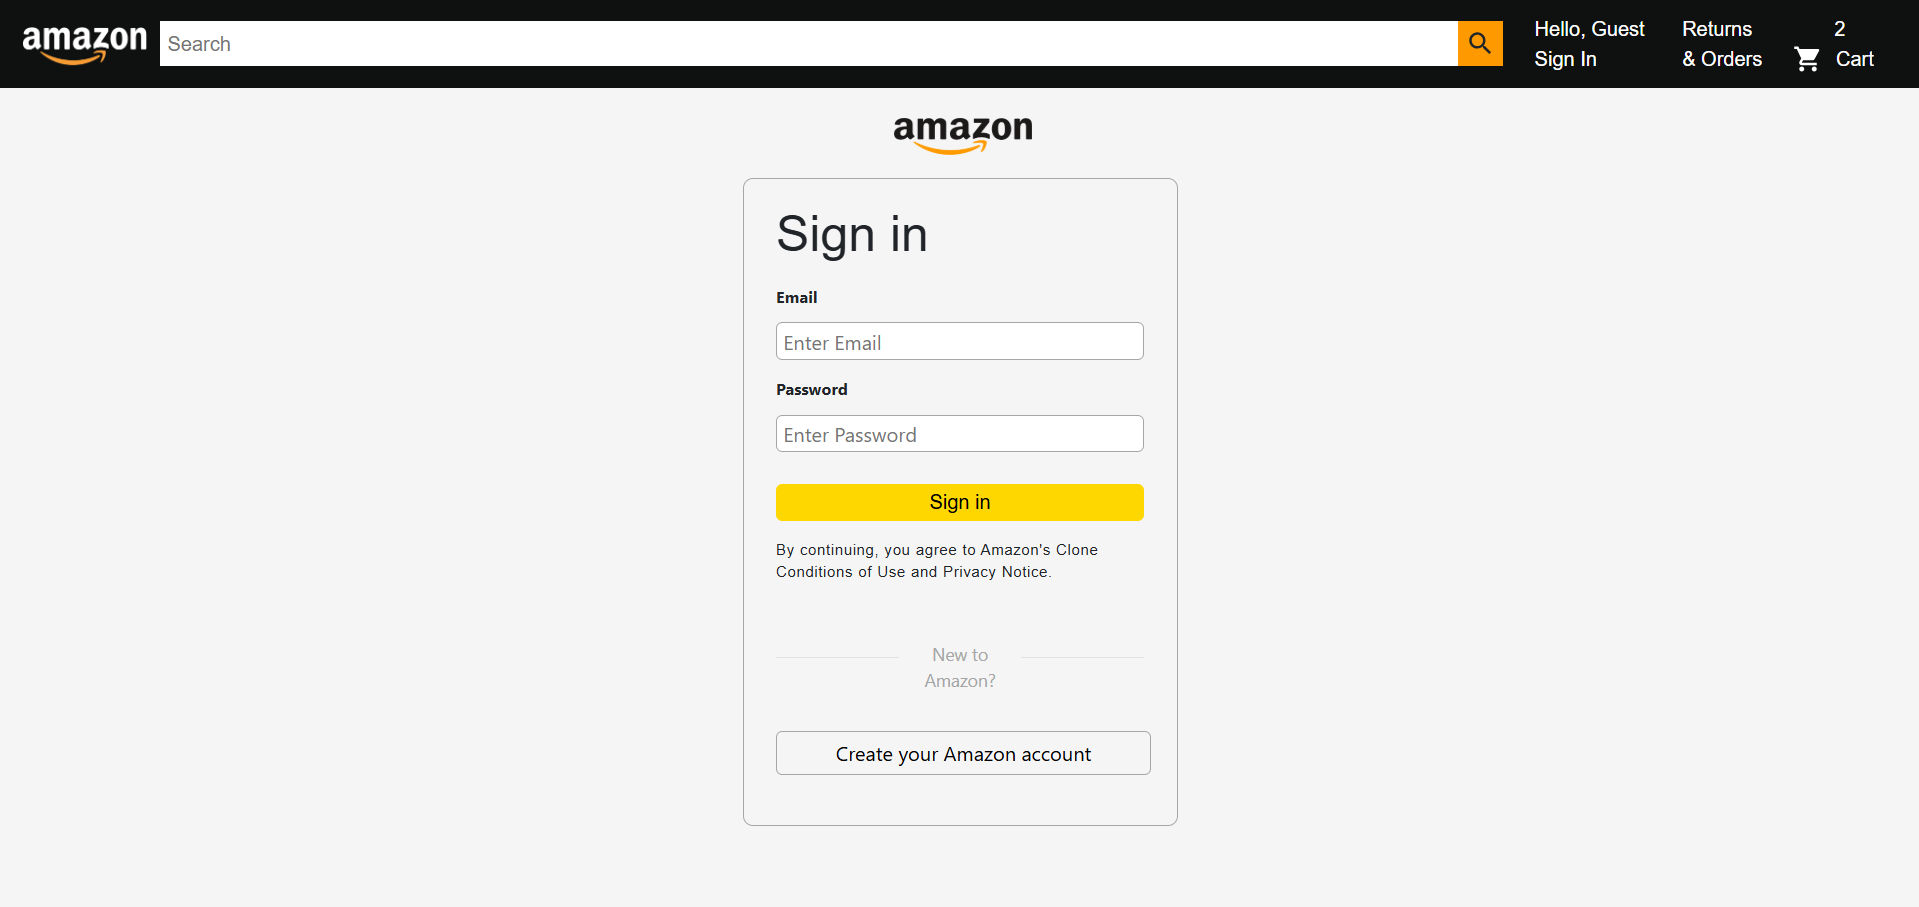 amazon
Search
Hello, Guest
Sign In
Returns
& Orders
2
Cart
amazon
Sign in
Email
Enter Email
Password
Enter Password
Sign in
By continuing, you agree to Amazon's Clone
Conditions of Use and Privacy Notice.
New to
Amazon?
Create your Amazon account